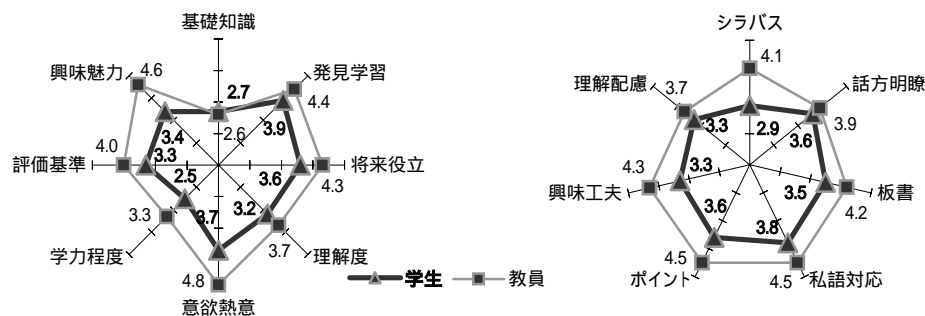 基礎知識
発見学習
将来役立
理解度
意欲熱意
学力程度
評価基準
興味魅力
2.7
3.9
3.6
3.2
3.7
2.5
3.3
3.4
2.6
4.4
4.3
3.7
4.8
3.3
4.0
4.6
学生
教員
シラバス
話方明瞭
板書
私語対応
ポイント
興味工夫
理解配慮
2.9
3.6
3.5
3.8
3.6
3.3
3.3
4.1
3.9
4.2
4.5
4.5
4.3
3.7